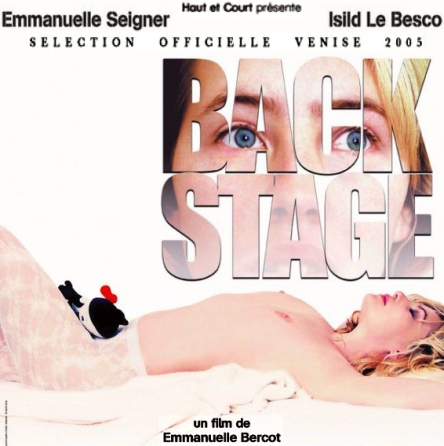 Haut et Court présente
Emmanuelle Seigner Isild Le Besco
SELECTION OFFICIELLE VENISE 2005
BACK
STAGE
un film de
Emmanuelle Bercot